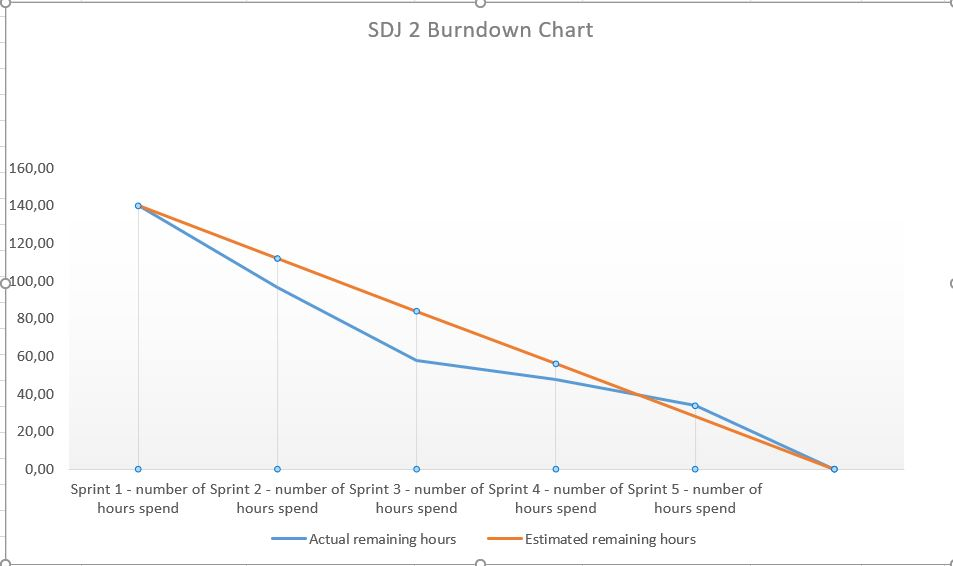 SDJ 2 Burndown Chart
160,00
140,00
120,00
100,00
80,00
60,00
40,00
20,00
0,00
Sprint 1 - number of Sprint 2 - number of Sprint 3 - number of Sprint 4 - number of Sprint 5 - number of
hours spend hours spend hours spend hours spend hours spend
Actual remaining hours Estimated remaining hours